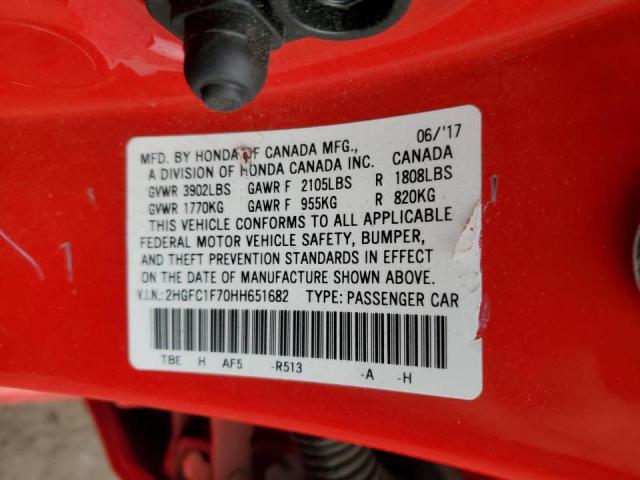 06/'17
MFD. BY HONDA OF CANADA MFG.,
A DIVISION OF HONDA CANADA INC. CANADA
GVWR 3902LBS GAWR F 2105LBS R 1808LBS
GVWR 1770KG GAWR F 955KG R 820KG
THIS VEHICLE CONFORMS TO ALL APPLICABLE
FEDERAL MOTOR VEHICLE SAFETY, BUMPER,
AND THEFT PREVENTION STANDARDS IN EFFECT
ON THE DATE OF MANUFACTURE SHOWN ABOVE.
V.I.N.:2HGFC1F70HH651682 TYPE: PASSENGER CAR
TBE H AF5 -R513 -A -H